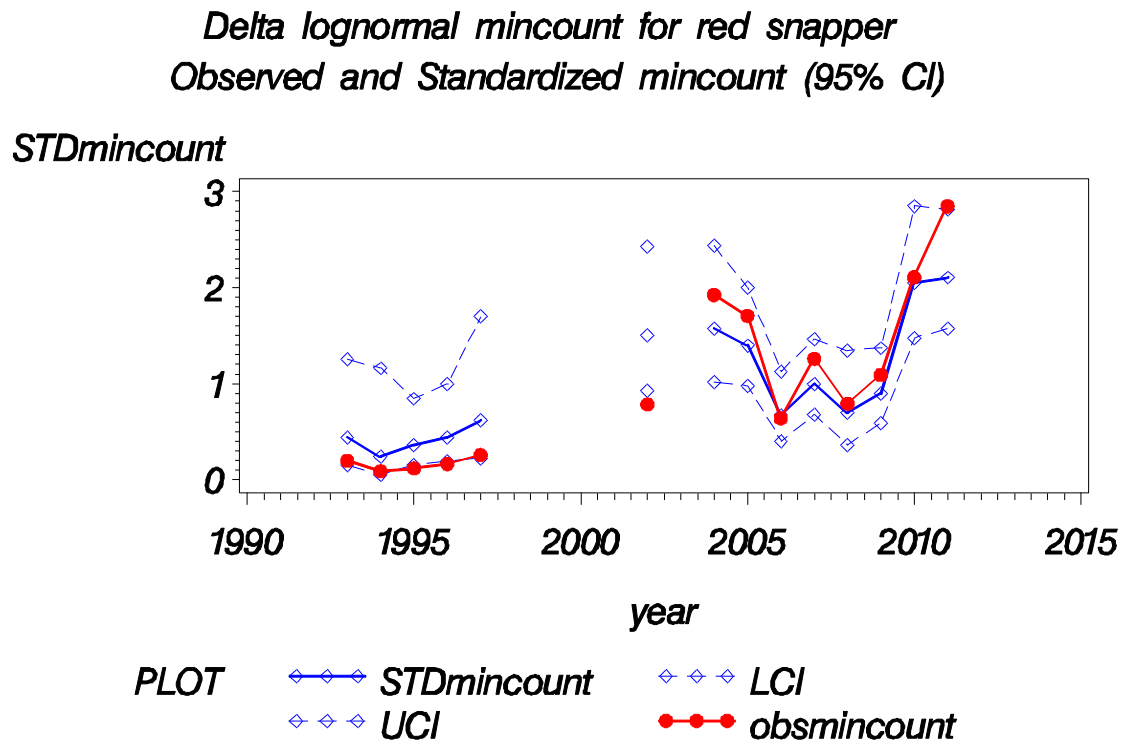 Delta lognormal mincount for red snapper
Observed and Standardized mincount (95% CI)
STDmincount
3
2
1
0
1990 1995 2000 2005 2010 2015
year
PLOT STDmincount LCI
UCI obsmincount